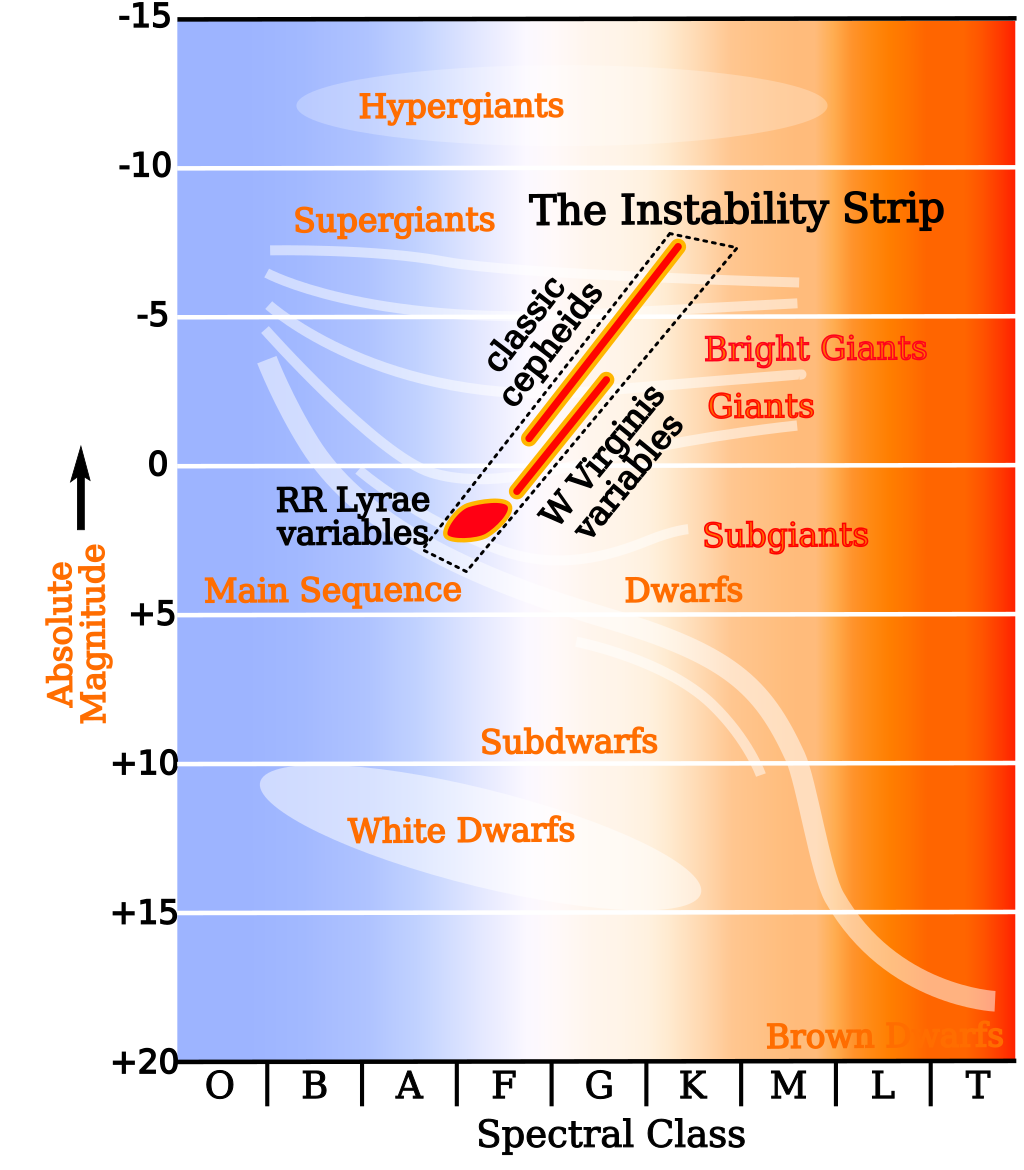 -15
Hypergiants
-10
The Instability Strip
Supergiants
classic
cepheids
-5
Bright Giants
Giants
W Virginis
variables
0
RR Lyrae
variables
Subgiants
Main Sequence
Dwarfs
+5
Absolute
Magnitude
Subdwarfs
+10
White Dwarfs
+15
Brown Dwarfs
+20
O B A F G K M L T
Spectral Class